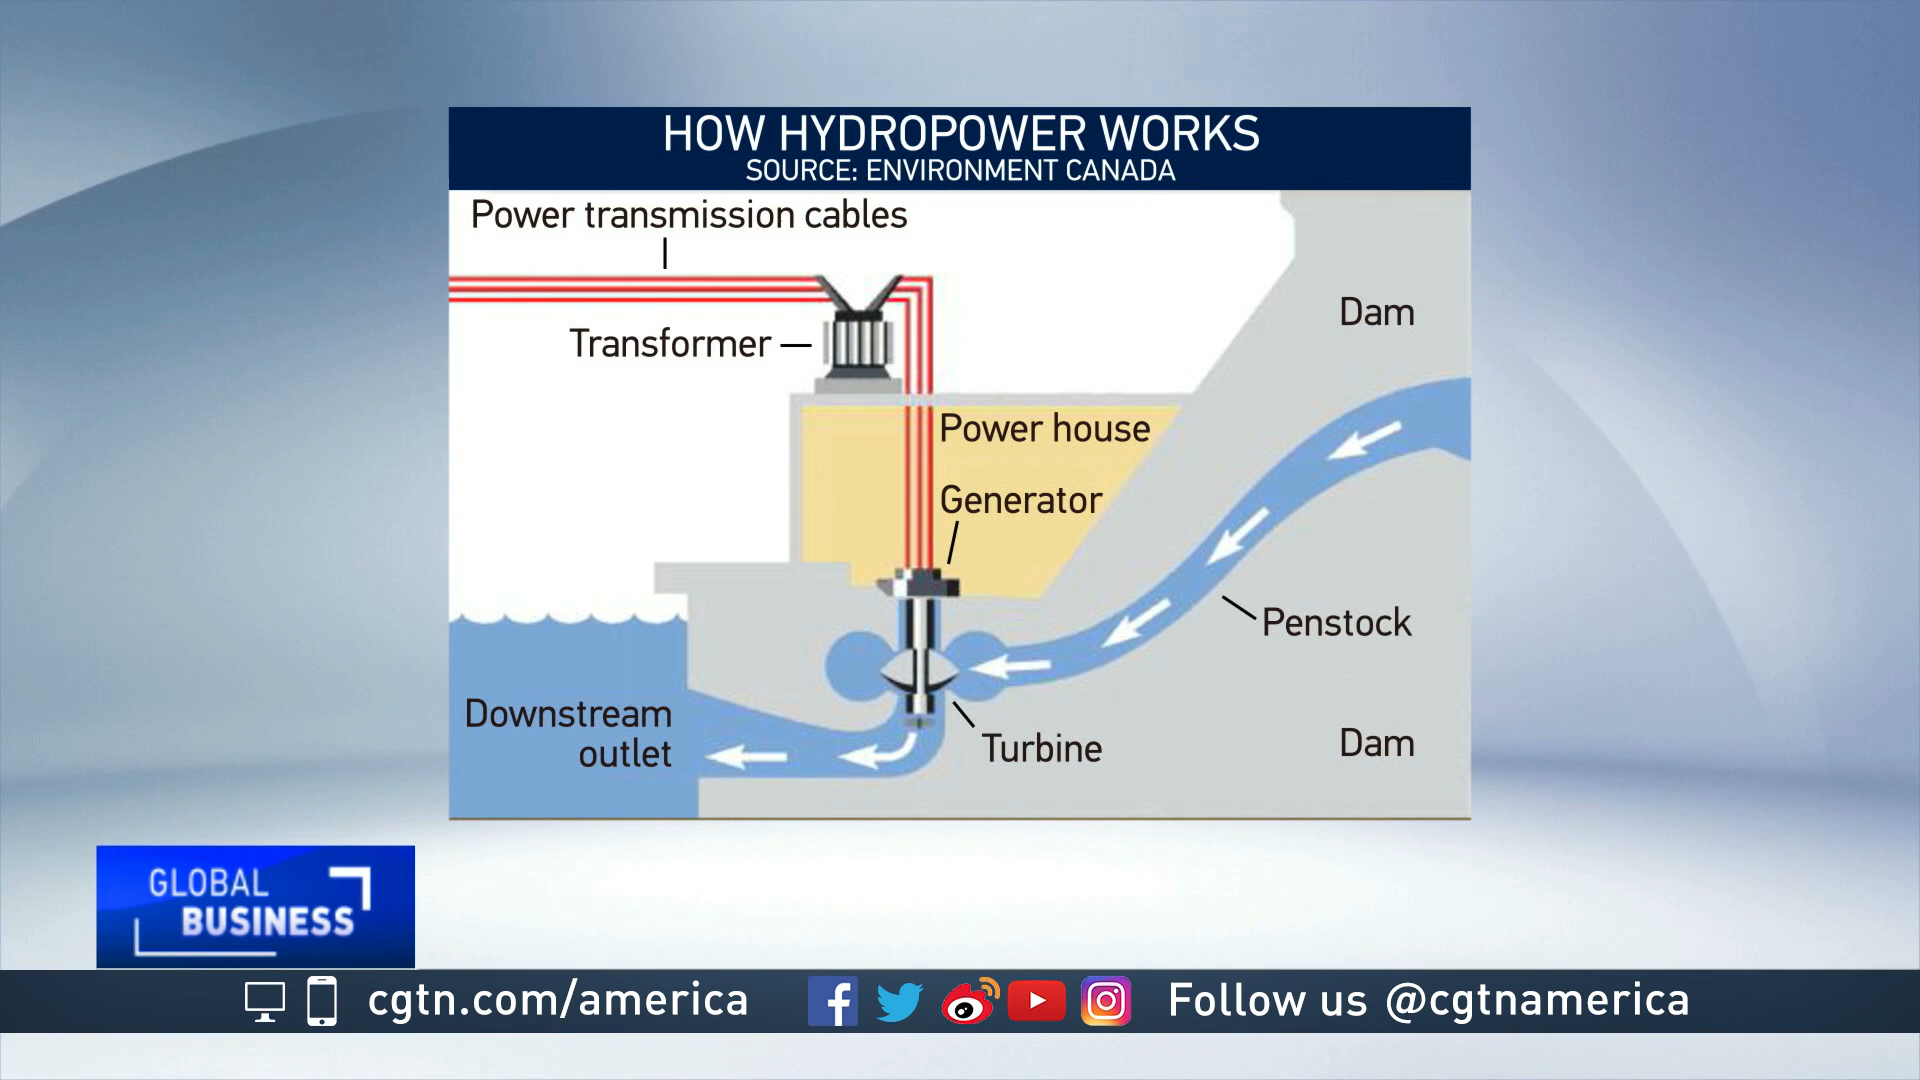 HOW HYDROPOWER WORKS
SOURCE: ENVIRONMENT CANADA
Power transmission cables
Dam
Transformer
Power house
Generator
Penstock
Downstream
outlet
Turbine
Dam
GLOBAL
BUSINESS
cgtn.com/america
Follow us @cgtnamerica